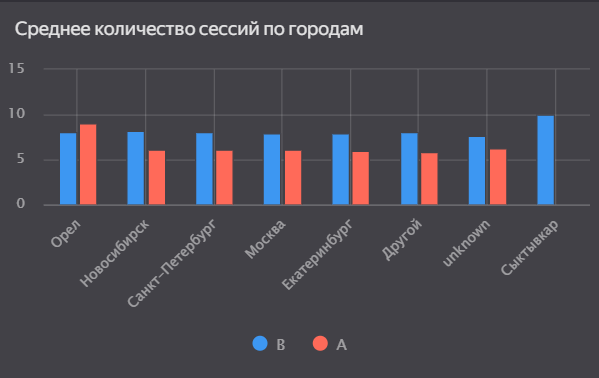 Среднее количество сессий по городам
15
10
5
0
Орел
Новосибирск
Санкт-Петербург
Москва
Екатеринбург
Другой
unknown
Сыктывкар
B
A